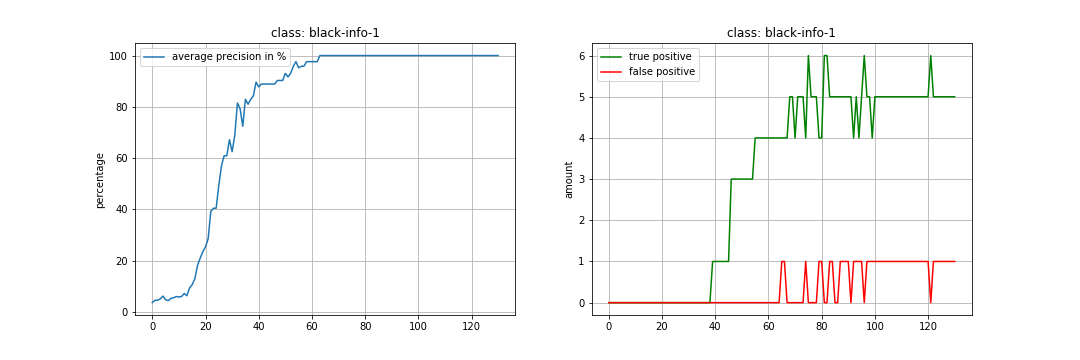 class: black-info-1
average precision in %
percentage
100
80
60
40
20
0
0 20 40 60 80 100 120
class: black-info-1
true positive
false positive
amount
6
5
4
3
2
1
0
0 20 40 60 80 100 120